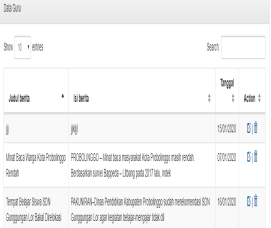 Data Guru
Show 10 entries
Search
Judul berita Isi berita Tanggal Action
jjj jjkjjjl 15/01/2020
Minat Baca Warga Kota Probolinggo PROBOLINGGO – Minat baca masyarakat Kota Probolinggo masih rendah. 07/01/2020
Rendah Berdasarkan survei Bappeda – Litbang pada 2017 lalu, indek
Tempat Belajar Siswa SDN PAKUNIRAN–Dinas Pendidikan Kabupaten Probolinggo sudah merekomendasi SDN 16/01/2020
Gunggungan Lor Bakal Direlokasi Gunggungan Lor agar kegiatan belajar-mengajar tidak dil